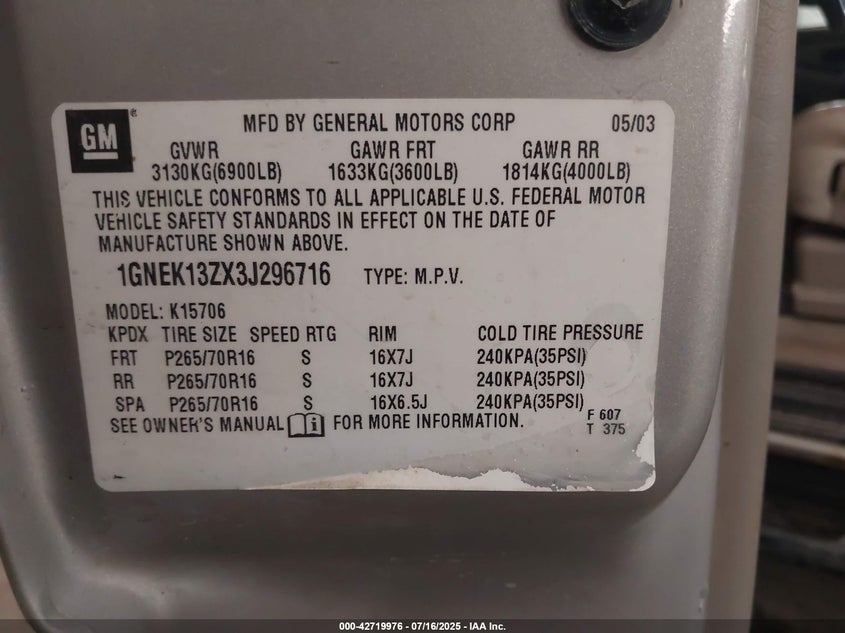 GM
MFD BY GENERAL MOTORS CORP 05/03
GVWR GAWR FRT GAWR RR
3130KG(6900LB) 1633KG(3600LB) 1814KG(4000LB)
THIS VEHICLE CONFORMS TO ALL APPLICABLE U.S. FEDERAL MOTOR
VEHICLE SAFETY STANDARDS IN EFFECT ON THE DATE OF
MANUFACTURE SHOWN ABOVE.
1GNEK13ZX3J296716 TYPE: M.P.V.
MODEL: K15706
KPDX TIRE SIZE SPEED RTG RIM COLD TIRE PRESSURE
FRT P265/70R16 S 16X7J 240KPA(35PSI)
RR P265/70R16 S 16X7J 240KPA(35PSI)
SPA P265/70R16 S 16X6.5J 240KPA(35PSI)
SEE OWNER'S MANUAL i FOR MORE INFORMATION.
F 607
T 375
000-42719976 - 07/16/2025 - IAA Inc.